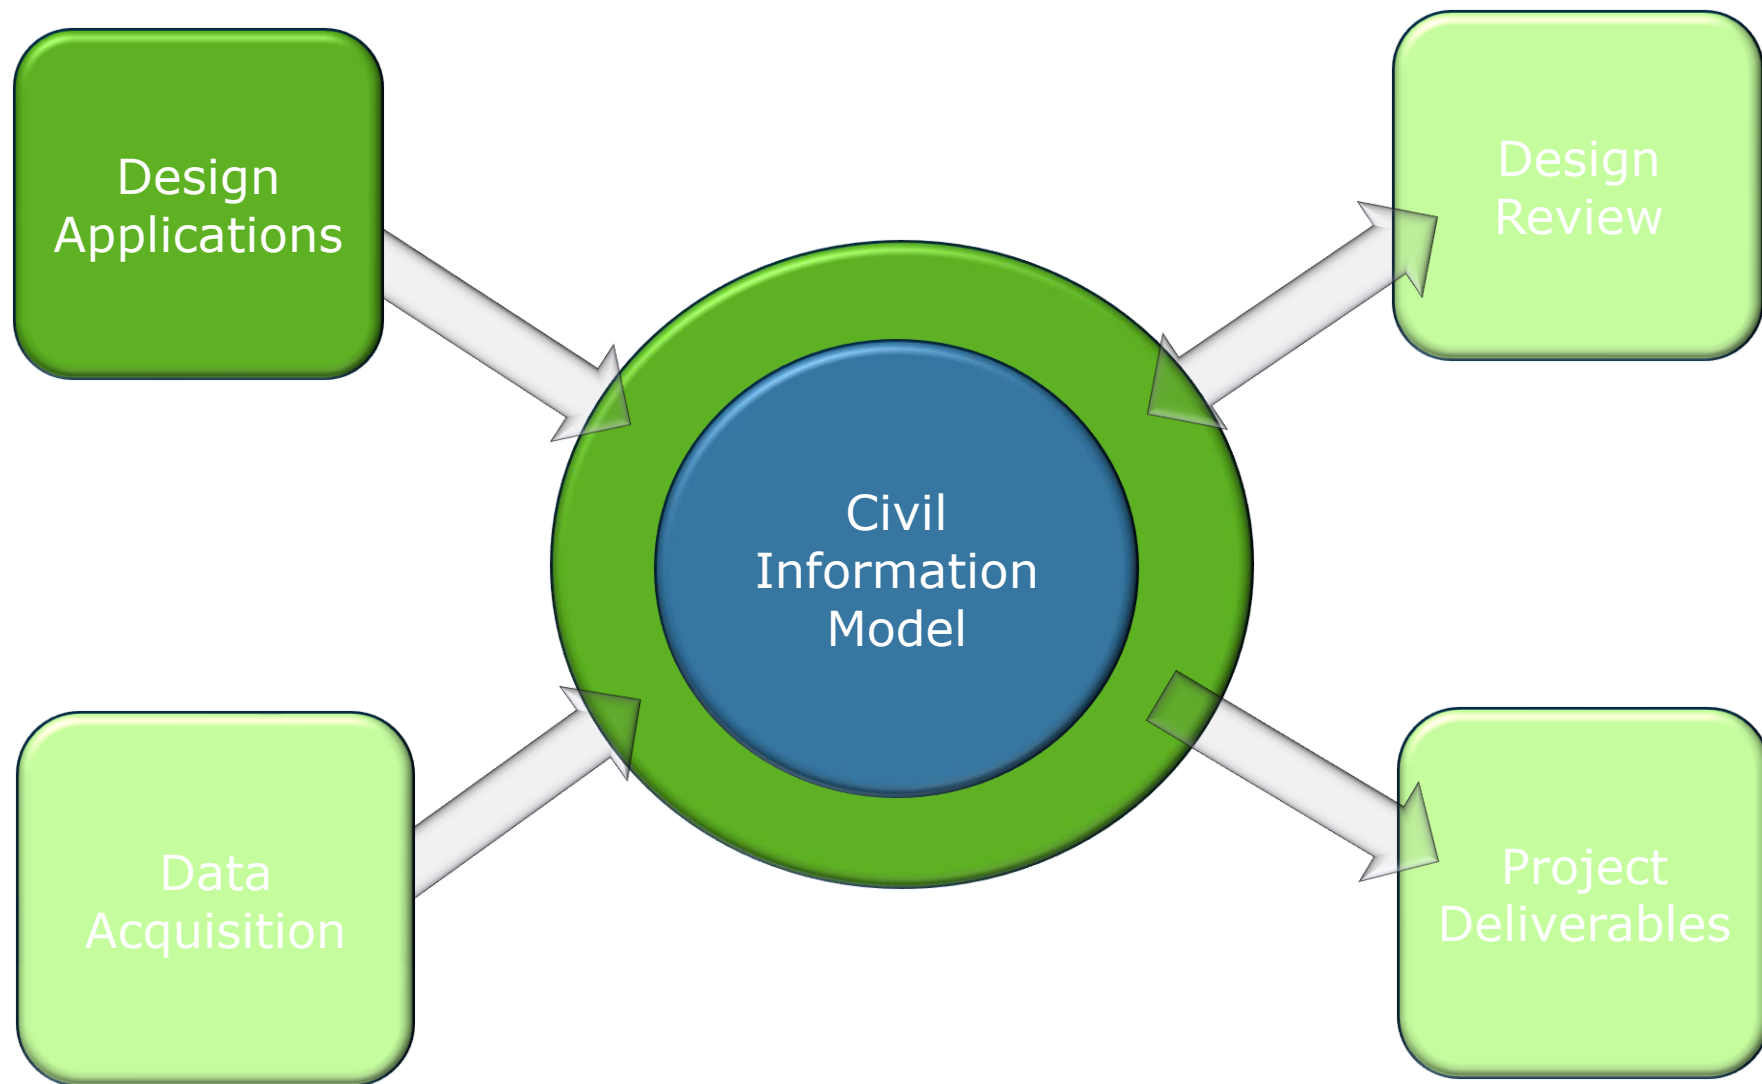 Design
Applications
Design
Review
Civil
Information
Model
Data
Acquisition
Project
Deliverables